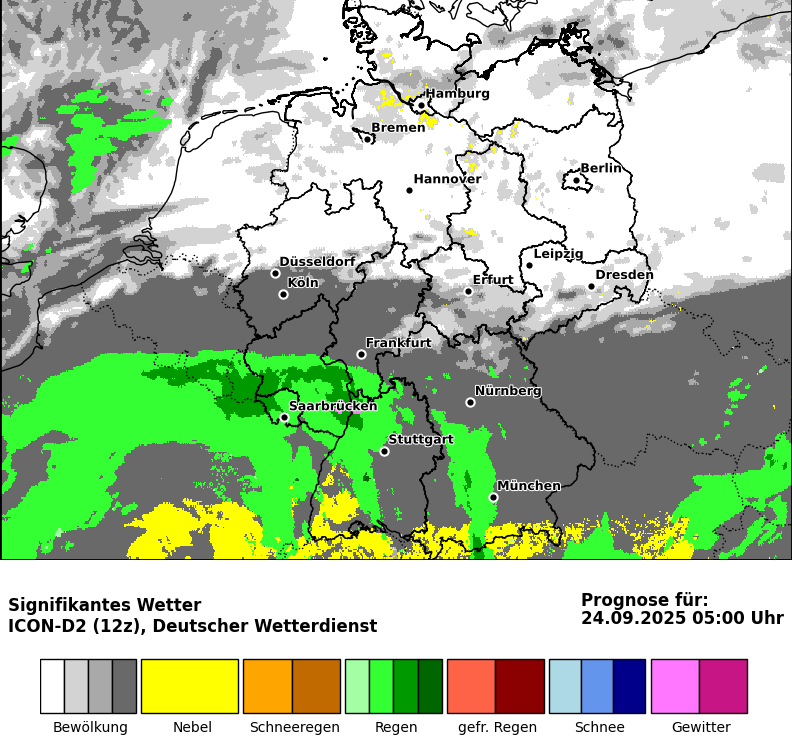 Hamburg
Bremen
Berlin
Hannover
Leipzig
Düsseldorf
Dresden
Köln
Erfurt
Frankfurt
Nürnberg
Saarbrücken
Stuttgart
München
Signifikantes Wetter
ICON-D2 (12z), Deutscher Wetterdienst
Prognose für:
24.09.2025 05:00 Uhr
Bewölkung Nebel Schneeregen Regen gefr. Regen Schnee Gewitter